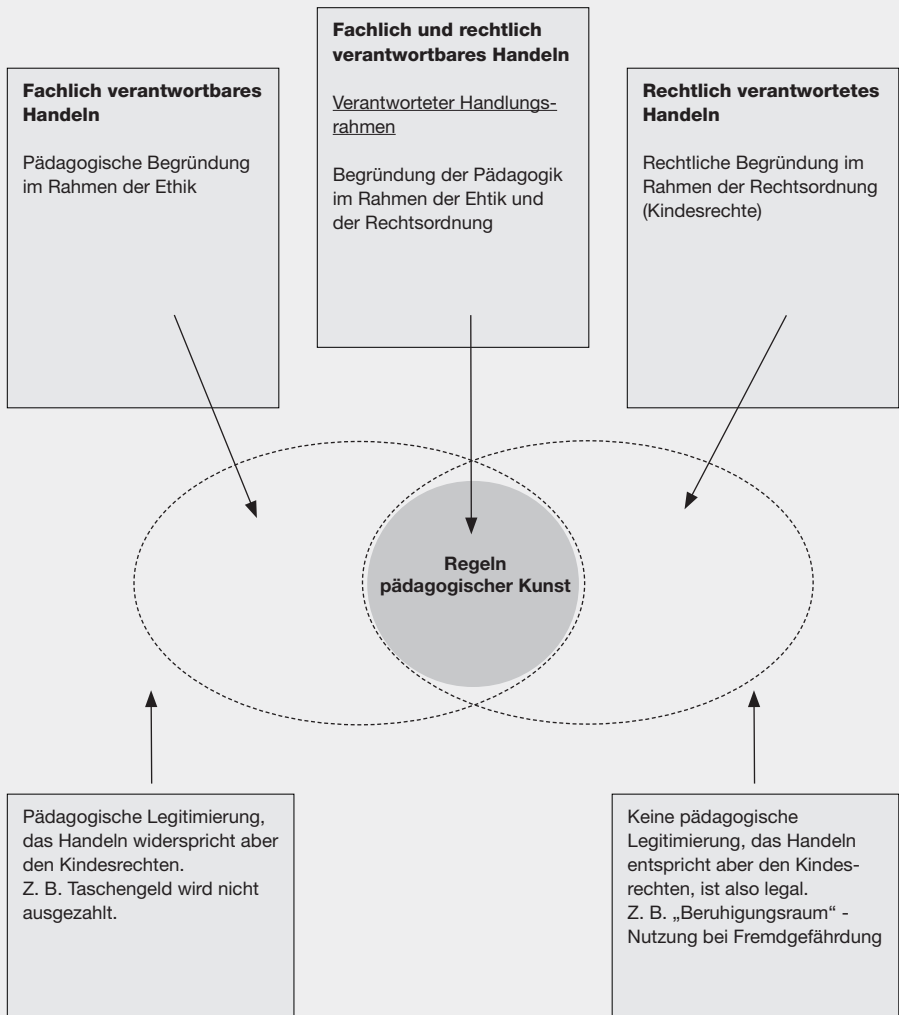 Fachlich verantwortbares
Handeln
Pädagogische Begründung
im Rahmen der Ethik
Fachlich und rechtlich
verantwortbares Handeln
Verantworteter Handlungs-
rahmen
Begründung der Pädagogik
im Rahmen der Ehtik und
der Rechtsordnung
Rechtlich verantwortetes
Handeln
Rechtliche Begründung im
Rahmen der Rechtsordnung
(Kindesrechte)
Regeln
pädagogischer Kunst
Pädagogische Legitimierung,
das Handeln widerspricht aber
den Kindesrechten.
Z. B. Taschengeld wird nicht
ausgezahlt.
Keine pädagogische
Legitimierung, das Handeln
entspricht aber den Kindes-
rechten, ist also legal.
Z. B. „Beruhigungsraum“ -
Nutzung bei Fremdgefährdung